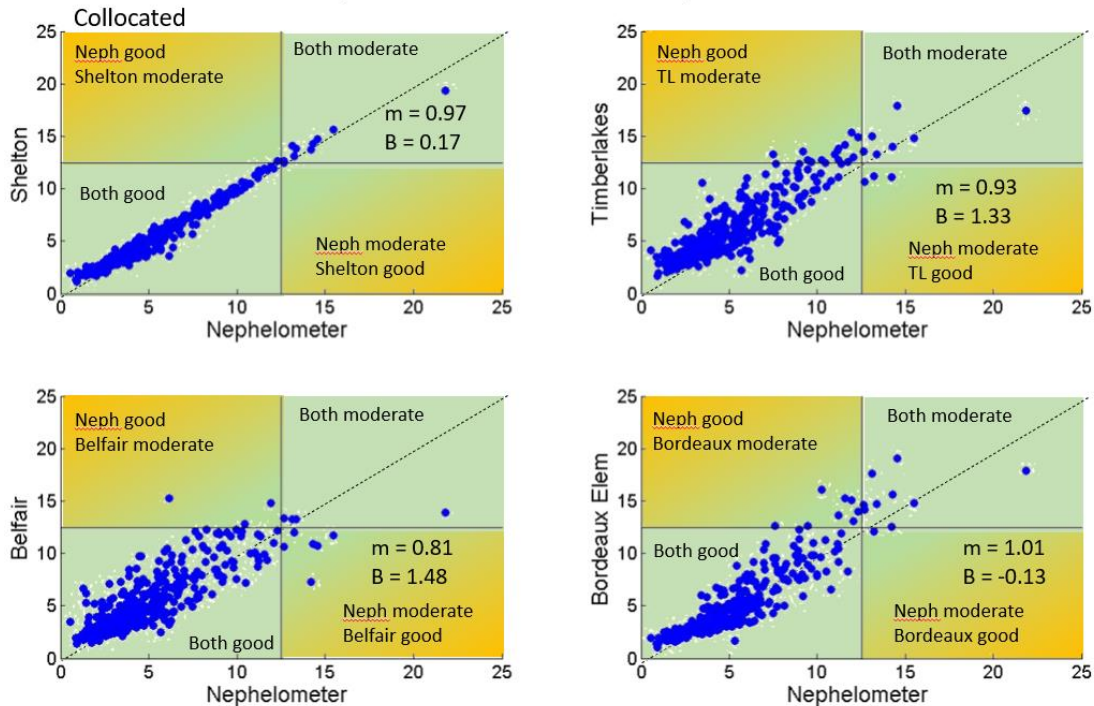 Collocated
25
20
15
10
5
0
Shelton
Neph good
Shelton moderate
Both moderate
m = 0.97
B = 0.17
Both good
Neph moderate
Shelton good
0 5 10 15 20 25
Nephelometer
25
20
15
10
5
0
Timberlakes
Neph good
TL moderate
Both moderate
m = 0.93
B = 1.33
Neph moderate
TL good
Both good
0 5 10 15 20 25
Nephelometer
25
20
15
10
5
0
Belfair
Neph good
Belfair moderate
Both moderate
m = 0.81
B = 1.48
Neph moderate
Belfair good
Both good
0 5 10 15 20 25
Nephelometer
25
20
15
10
5
0
Bordeaux Elem
Neph good
Bordeaux moderate
Both moderate
Both good
m = 1.01
B = -0.13
Neph moderate
Bordeaux good
0 5 10 15 20 25
Nephelometer